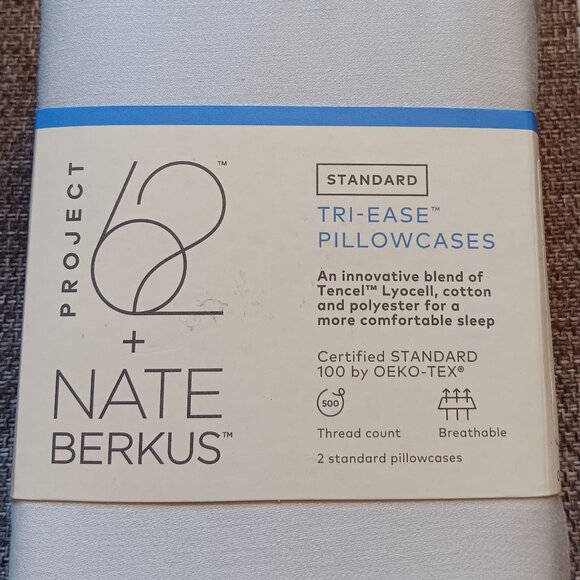 PROJECT
62™
+
NATE
BERKUS™
STANDARD
TRI-EASE™
PILLOWCASES
An innovative blend of
Tencel™ Lyocell, cotton
and polyester for a
more comfortable sleep
Certified STANDARD
100 by OEKO-TEX®
500
Thread count
Breathable
2 standard pillowcases